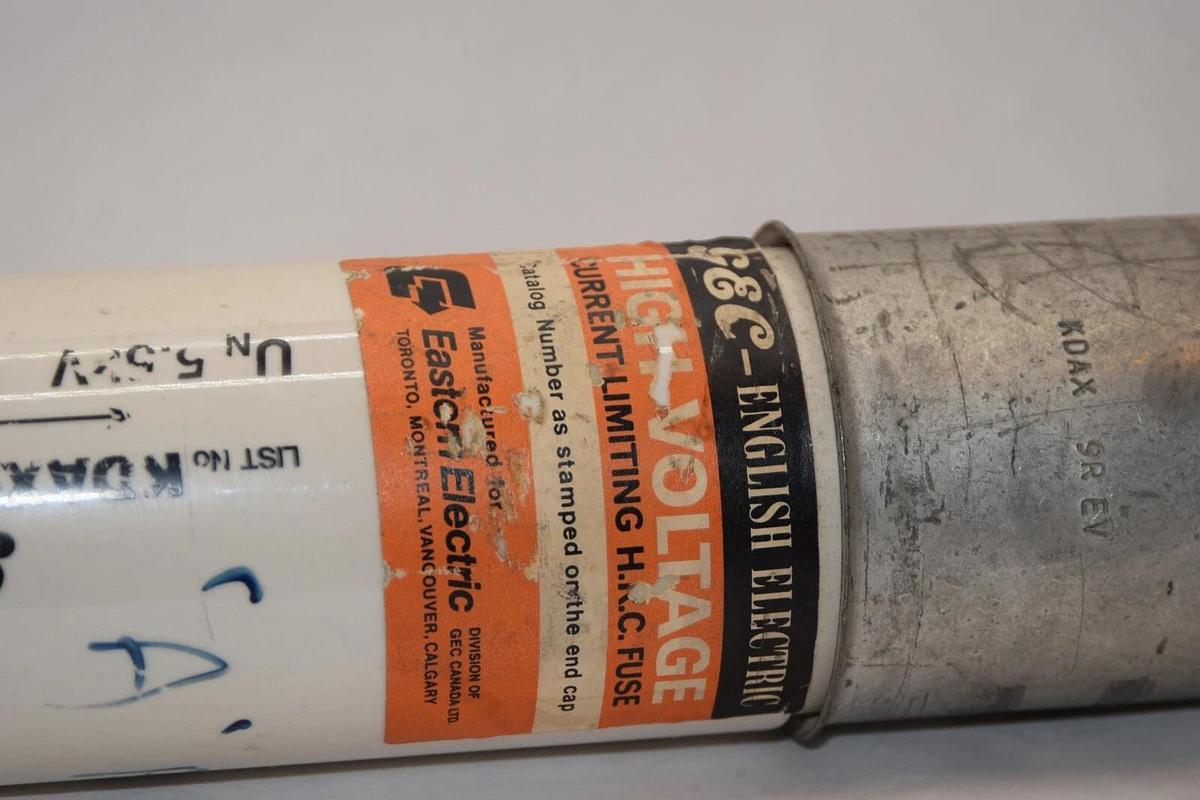 GEC-ENGLISH ELECTRIC
HIGH VOLTAGE
CURRENT LIMITING H.R.C. FUSE
Catalog Number as stamped on the end cap
Manufactured for
Eastern Electric
DIVISION OF
GEC CANADA LTD.
TORONTO, MONTREAL, VANCOUVER, CALGARY
KDAX 9R EV
UN 5.5kV
LIST No KDAX
'A'